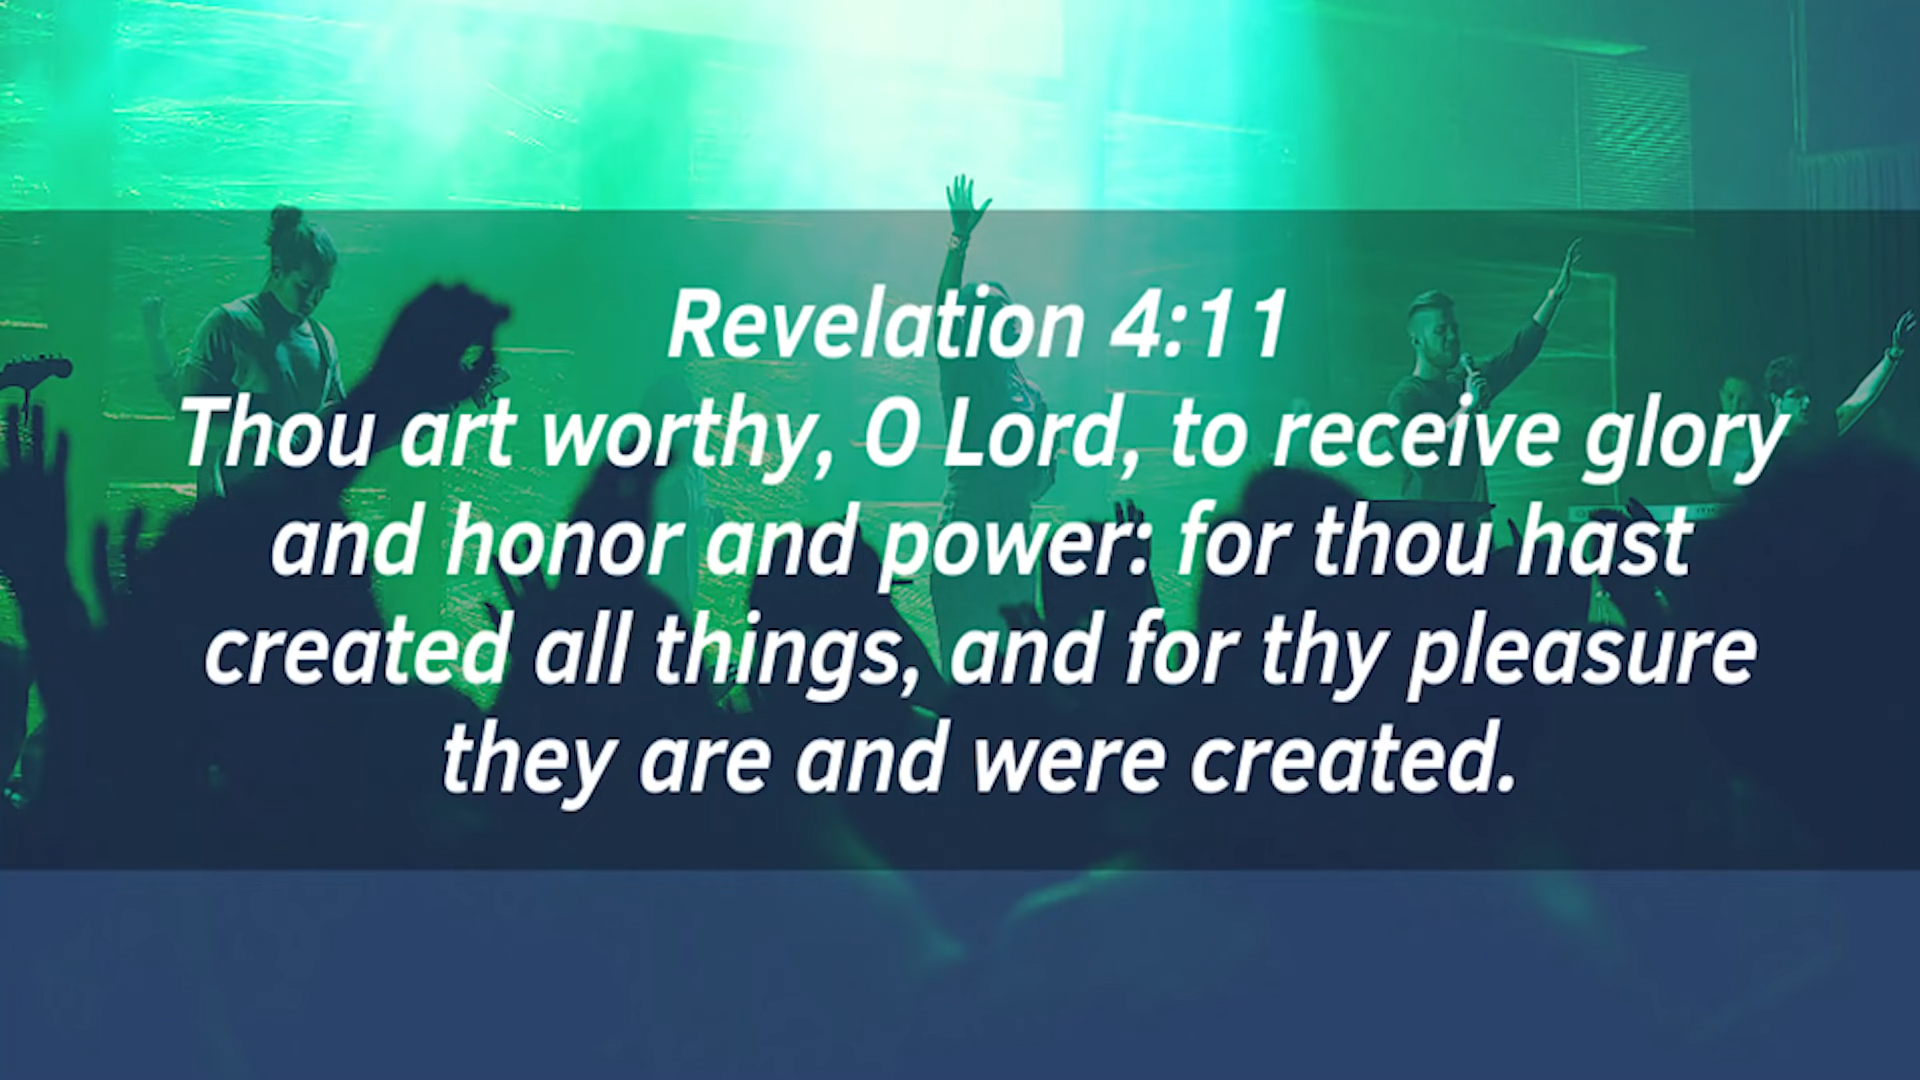 Revelation 4:11
Thou art worthy, O Lord, to receive glory
and honor and power: for thou hast
created all things, and for thy pleasure
they are and were created.